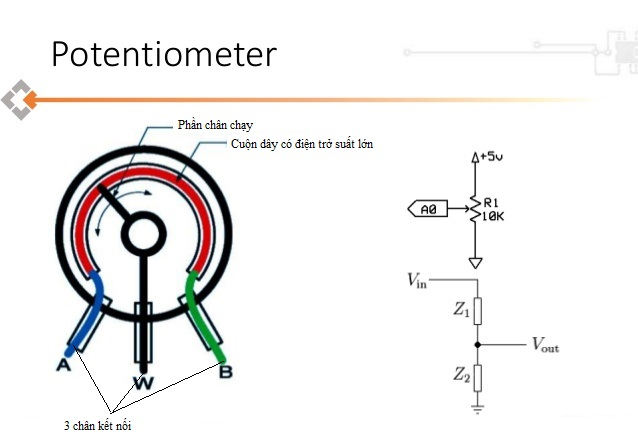 Potentiometer
Phần chân chạy
Cuộn dây có điện trở suất lớn
A
W
B
3 chân kết nối
+5v
A0
R1
10K
Vin
Z1
Vout
Z2